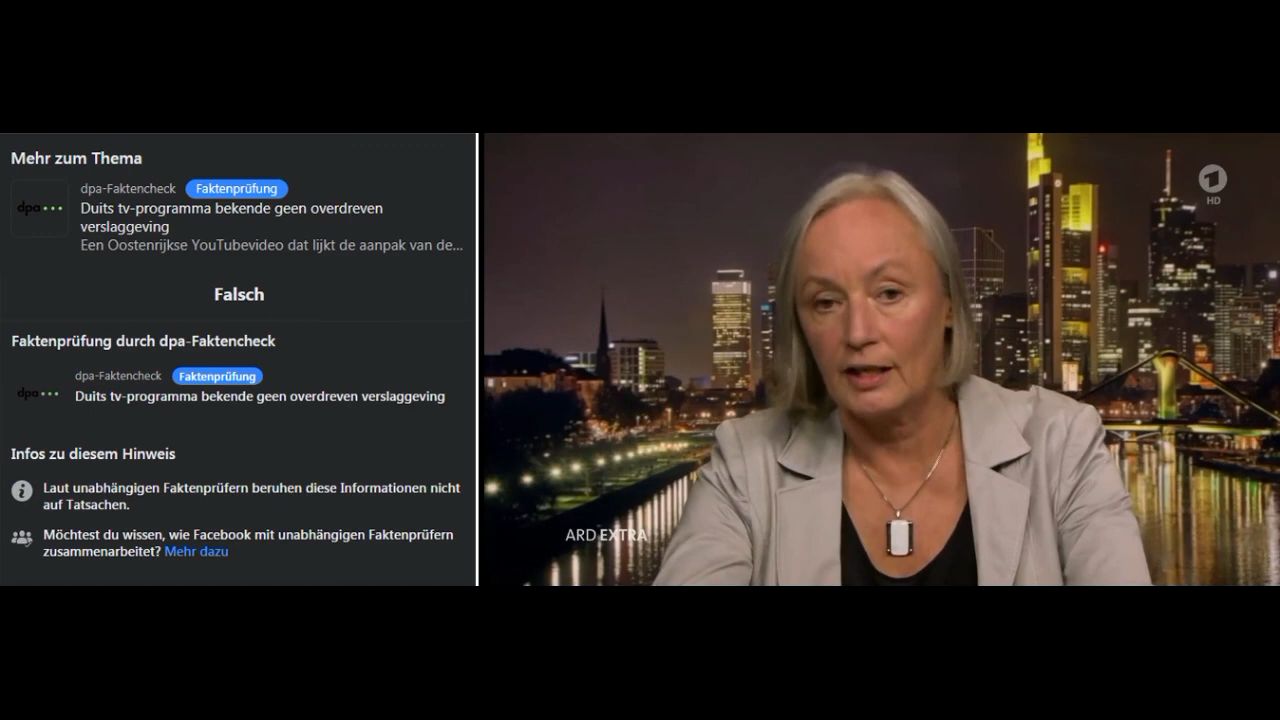 Mehr zum Thema
dpa-Faktencheck Faktenprüfung
dpa
Duits tv-programma bekende geen overdreven
verslaggeving
Een Oostenrijkse YouTubevideo dat lijkt de aanpak van de...
Falsch
Faktenprüfung durch dpa-Faktencheck
dpa-Faktencheck Faktenprüfung
dpa
Duits tv-programma bekende geen overdreven verslaggeving
Infos zu diesem Hinweis
Laut unabhängigen Faktenprüfern beruhen diese Informationen nicht
auf Tatsachen.
Möchtest du wissen, wie Facebook mit unabhängigen Faktenprüfern
zusammenarbeitet? Mehr dazu
1
HD
ARD EXTRA